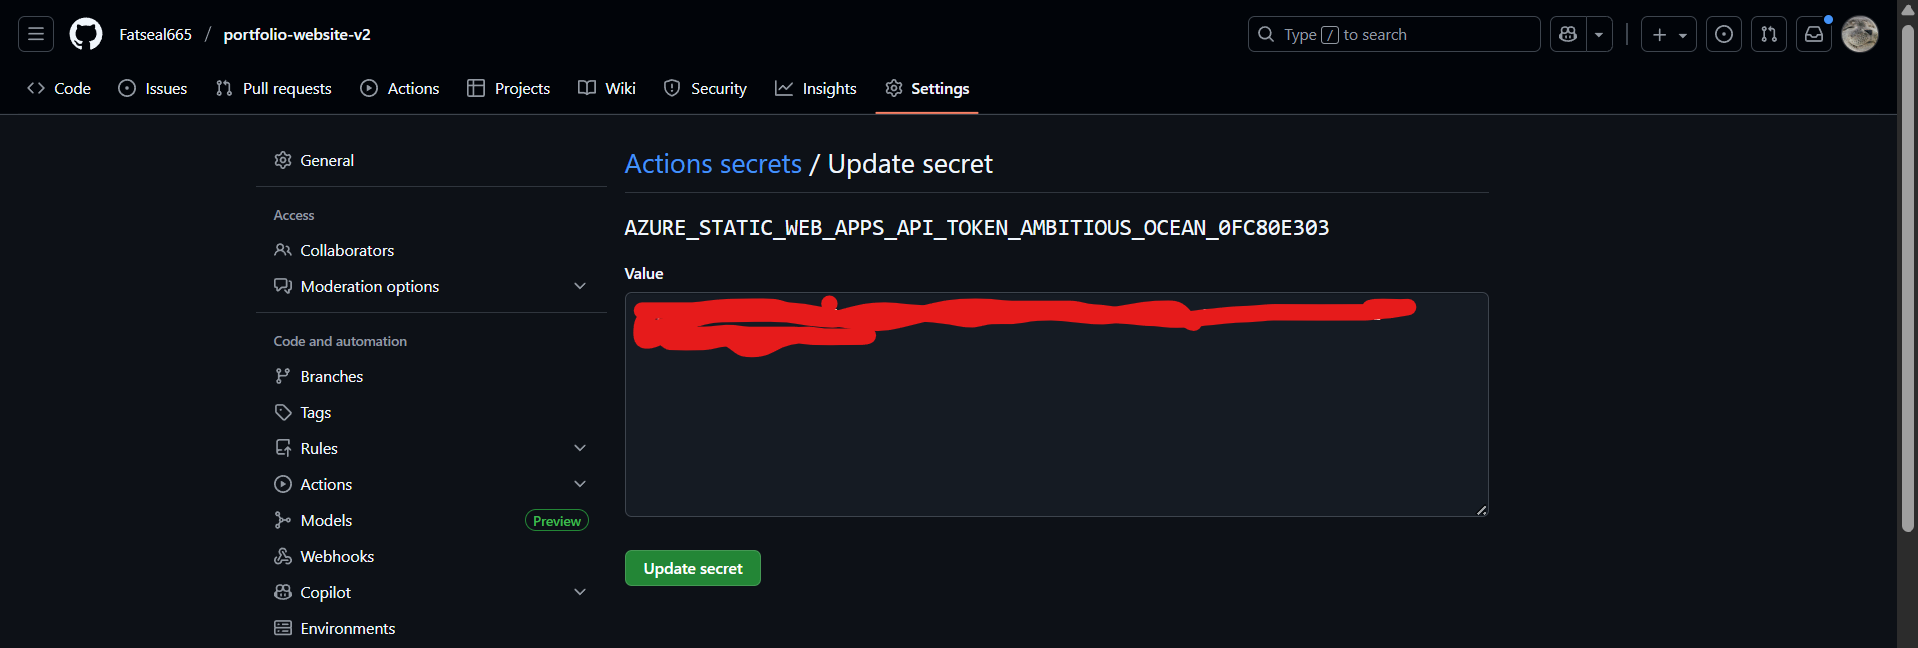 Fatseal665 / portfolio-website-v2
Type / to search
Code
Issues
Pull requests
Actions
Projects
Wiki
Security
Insights
Settings
General
Access
Collaborators
Moderation options
Code and automation
Branches
Tags
Rules
Actions
Models
Preview
Webhooks
Copilot
Environments
Actions secrets / Update secret
AZURE_STATIC_WEB_APPS_API_TOKEN_AMBITIOUS_OCEAN_0FC80E303
Value
Update secret